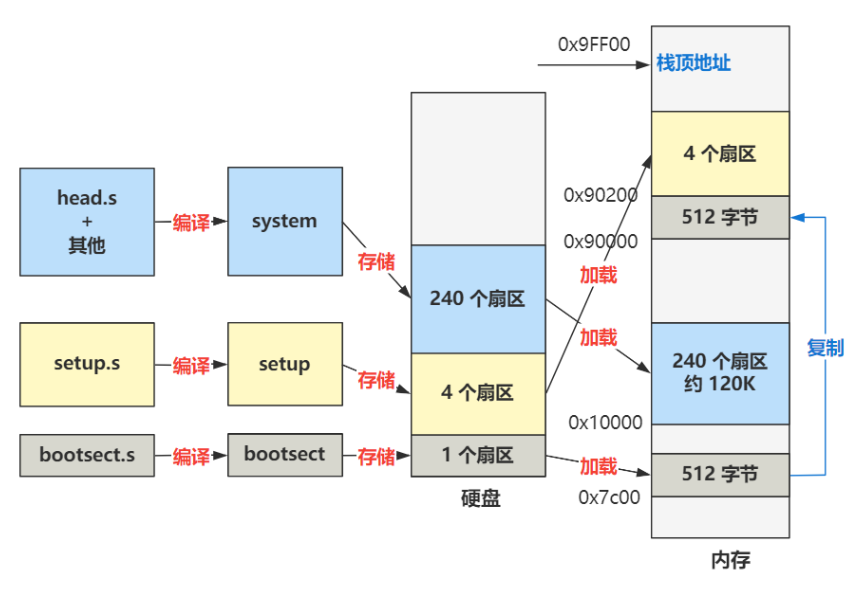 0x9FF00
栈顶地址
4 个扇区
head.s
+
其他
编译
system
0x90200
512 字节
0x90000
存储
加载
240 个扇区
加载
复制
setup.s
编译
setup
存储
4 个扇区
240 个扇区
约 120K
0x10000
bootsect.s
编译
bootsect
存储
1 个扇区
加载
512 字节
0x7c00
硬盘
内存